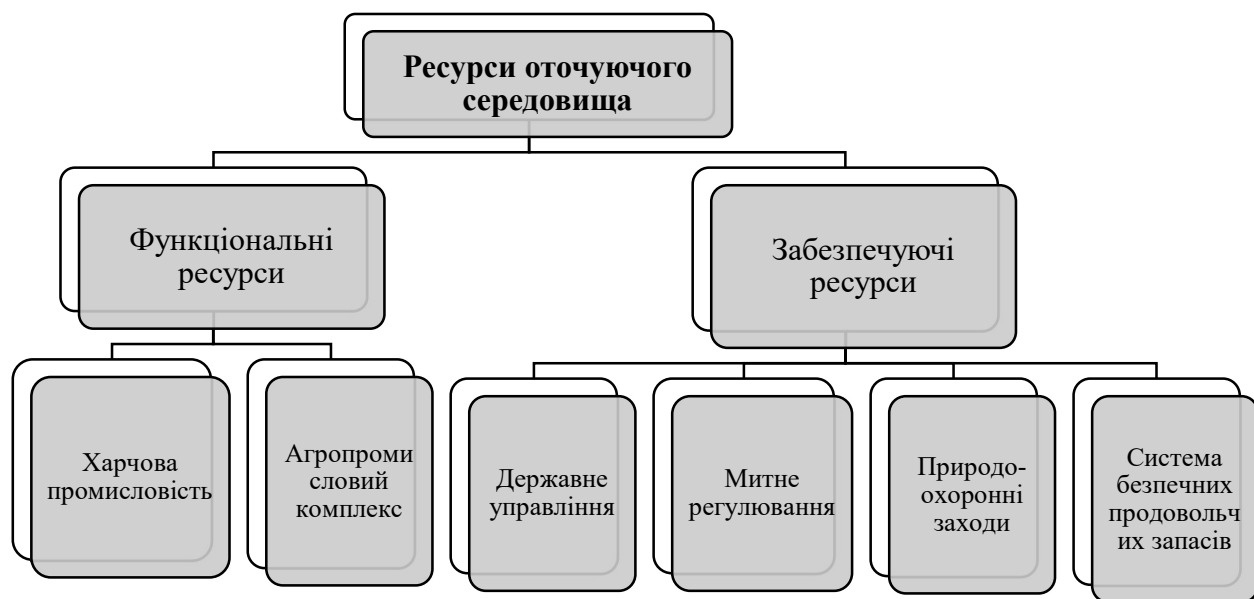 Ресурси оточуючого
середовища
Функціональні
ресурси
Забезпечуючі
ресурси
Харчова
промисловість
Агропроми
словий
комплекс
Державне
управління
Митне
регулювання
Природо-
охоронні
заходи
Система
безпечних
продовольч
их запасів